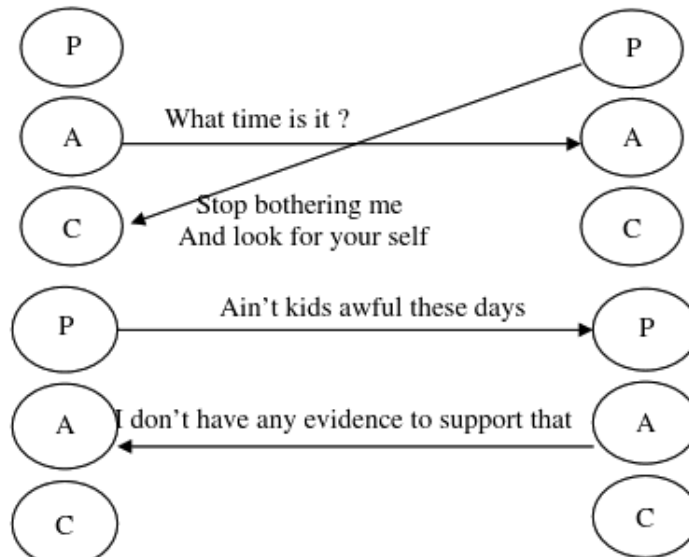 P P
What time is it ?
A A
Stop bothering me
C C
And look for your self
Ain't kids awful these days
P P
I don't have any evidence to support that
A A
C C